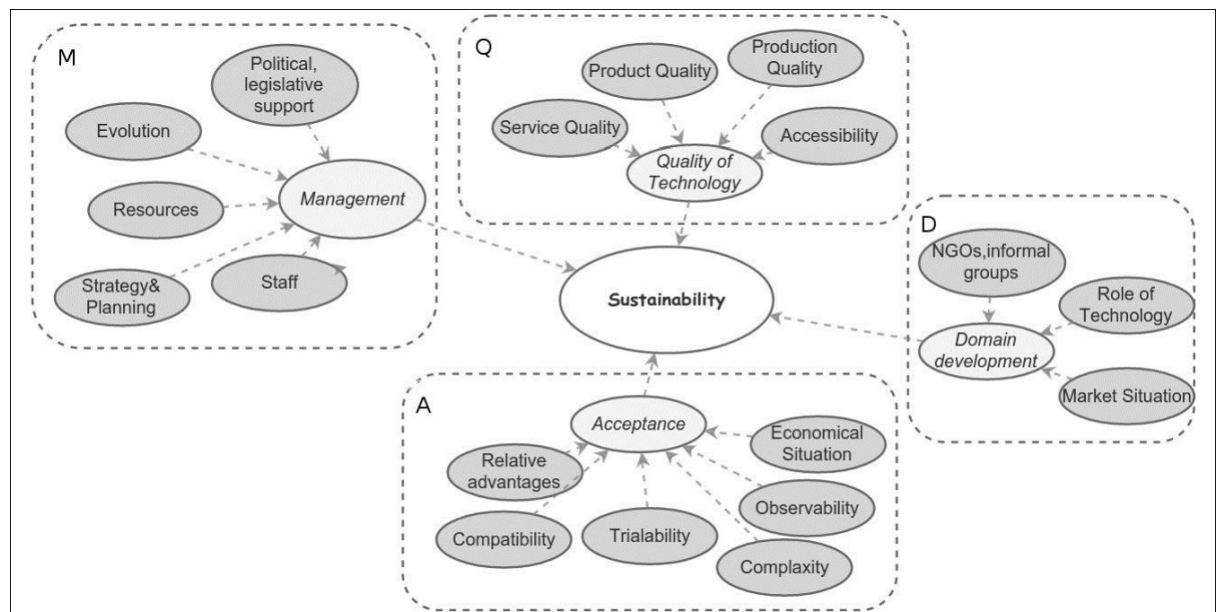 M
Political,
legislative
support
Evolution
Resources
Management
Strategy&
Planning
Staff
Q
Product Quality
Production
Quality
Service Quality
Accessibility
Quality of
Technology
Sustainability
D
NGOs,informal
groups
Role of
Technology
Domain
development
Market Situation
A
Acceptance
Economical
Situation
Relative
advantages
Observability
Compatibility
Trialability
Complaxity